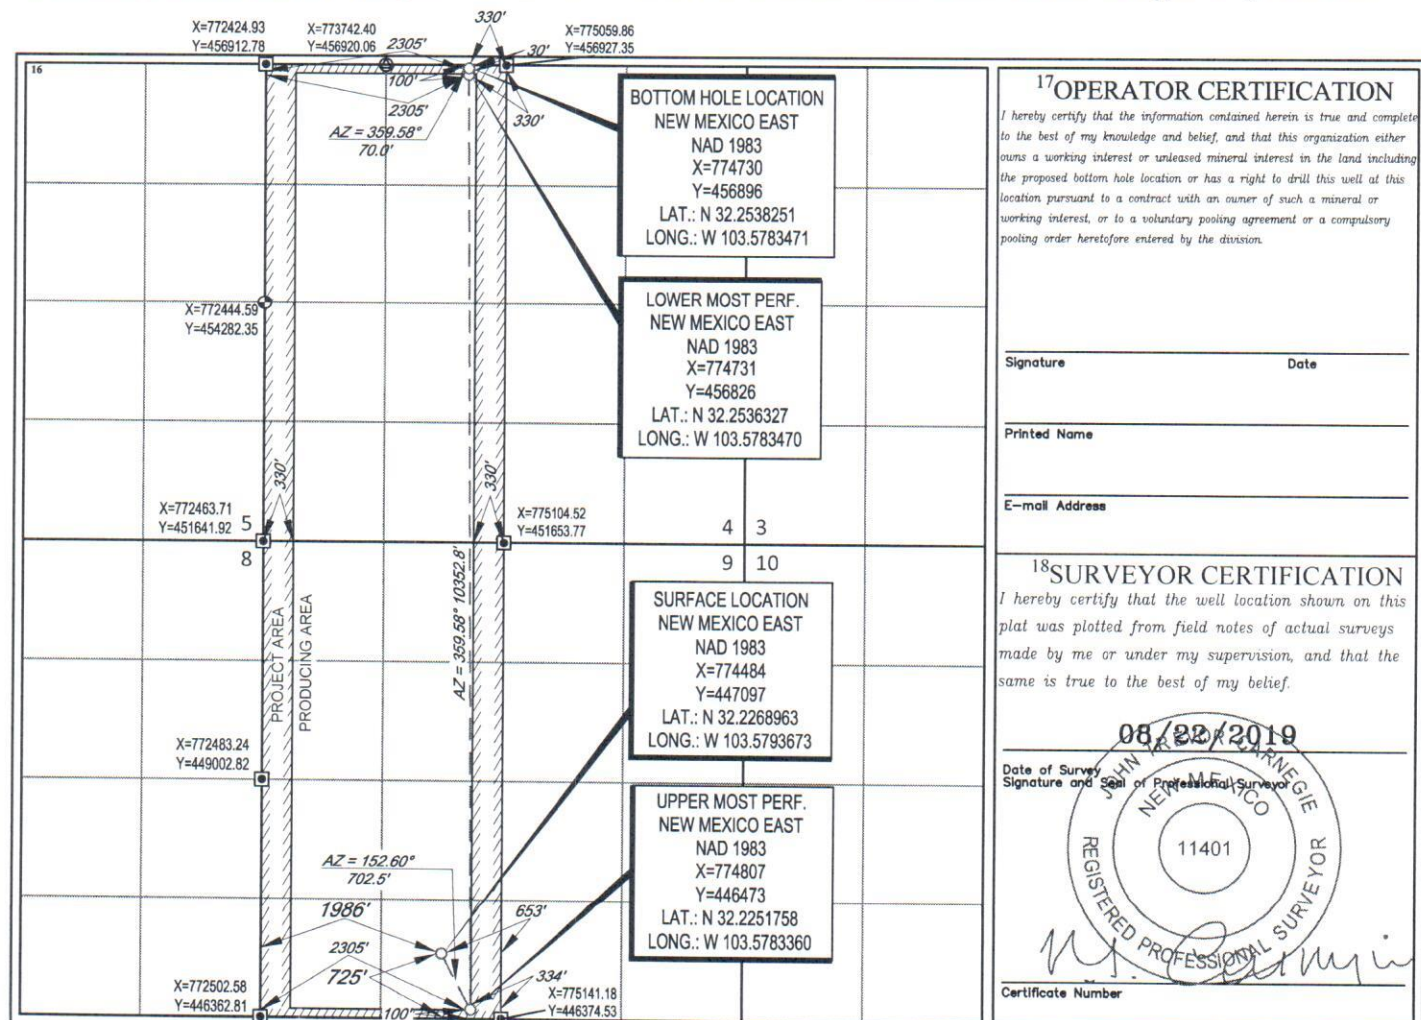 X=772424.93
Y=456912.78
X=773742.40
Y=456920.06
2305'
330'
30'
X=775059.86
Y=456927.35
16
100'
2305'
330'
AZ = 359.58°
70.0'
BOTTOM HOLE LOCATION
NEW MEXICO EAST
NAD 1983
X=774730
Y=456896
LAT.: N 32.2538251
LONG.: W 103.5783471
LOWER MOST PERF.
NEW MEXICO EAST
NAD 1983
X=774731
Y=456826
LAT.: N 32.2536327
LONG.: W 103.5783470
X=772444.59
Y=454282.35
330'
330'
X=772463.71
Y=451641.92
5
8
X=775104.52
Y=451653.77
4 3
9 10
AZ = 359.58° 10352.8'
PROJECT AREA
PRODUCING AREA
SURFACE LOCATION
NEW MEXICO EAST
NAD 1983
X=774484
Y=447097
LAT.: N 32.2268963
LONG.: W 103.5793673
X=772483.24
Y=449002.82
UPPER MOST PERF.
NEW MEXICO EAST
NAD 1983
X=774807
Y=446473
LAT.: N 32.2251758
LONG.: W 103.5783360
AZ = 152.60°
702.5'
1986'
653'
2305'
725'
334'
X=772502.58
Y=446362.81
100'
X=775141.18
Y=446374.53
17 OPERATOR CERTIFICATION
I hereby certify that the information contained herein is true and complete
to the best of my knowledge and belief, and that this organization either
owns a working interest or unleased mineral interest in the land including
the proposed bottom hole location or has a right to drill this well at this
location pursuant to a contract with an owner of such a mineral or
working interest, or to a voluntary pooling agreement or a compulsory
pooling order heretofore entered by the division.
Signature Date
Printed Name
E-mail Address
18 SURVEYOR CERTIFICATION
I hereby certify that the well location shown on this
plat was plotted from field notes of actual surveys
made by me or under my supervision, and that the
same is true to the best of my belief.
08/22/2019
Date of Survey
Signature and Seal of Professional Surveyor
JOHN TREVOR CARNEGIE
NEW MEXICO
11401
REGISTERED PROFESSIONAL SURVEYOR
Certificate Number